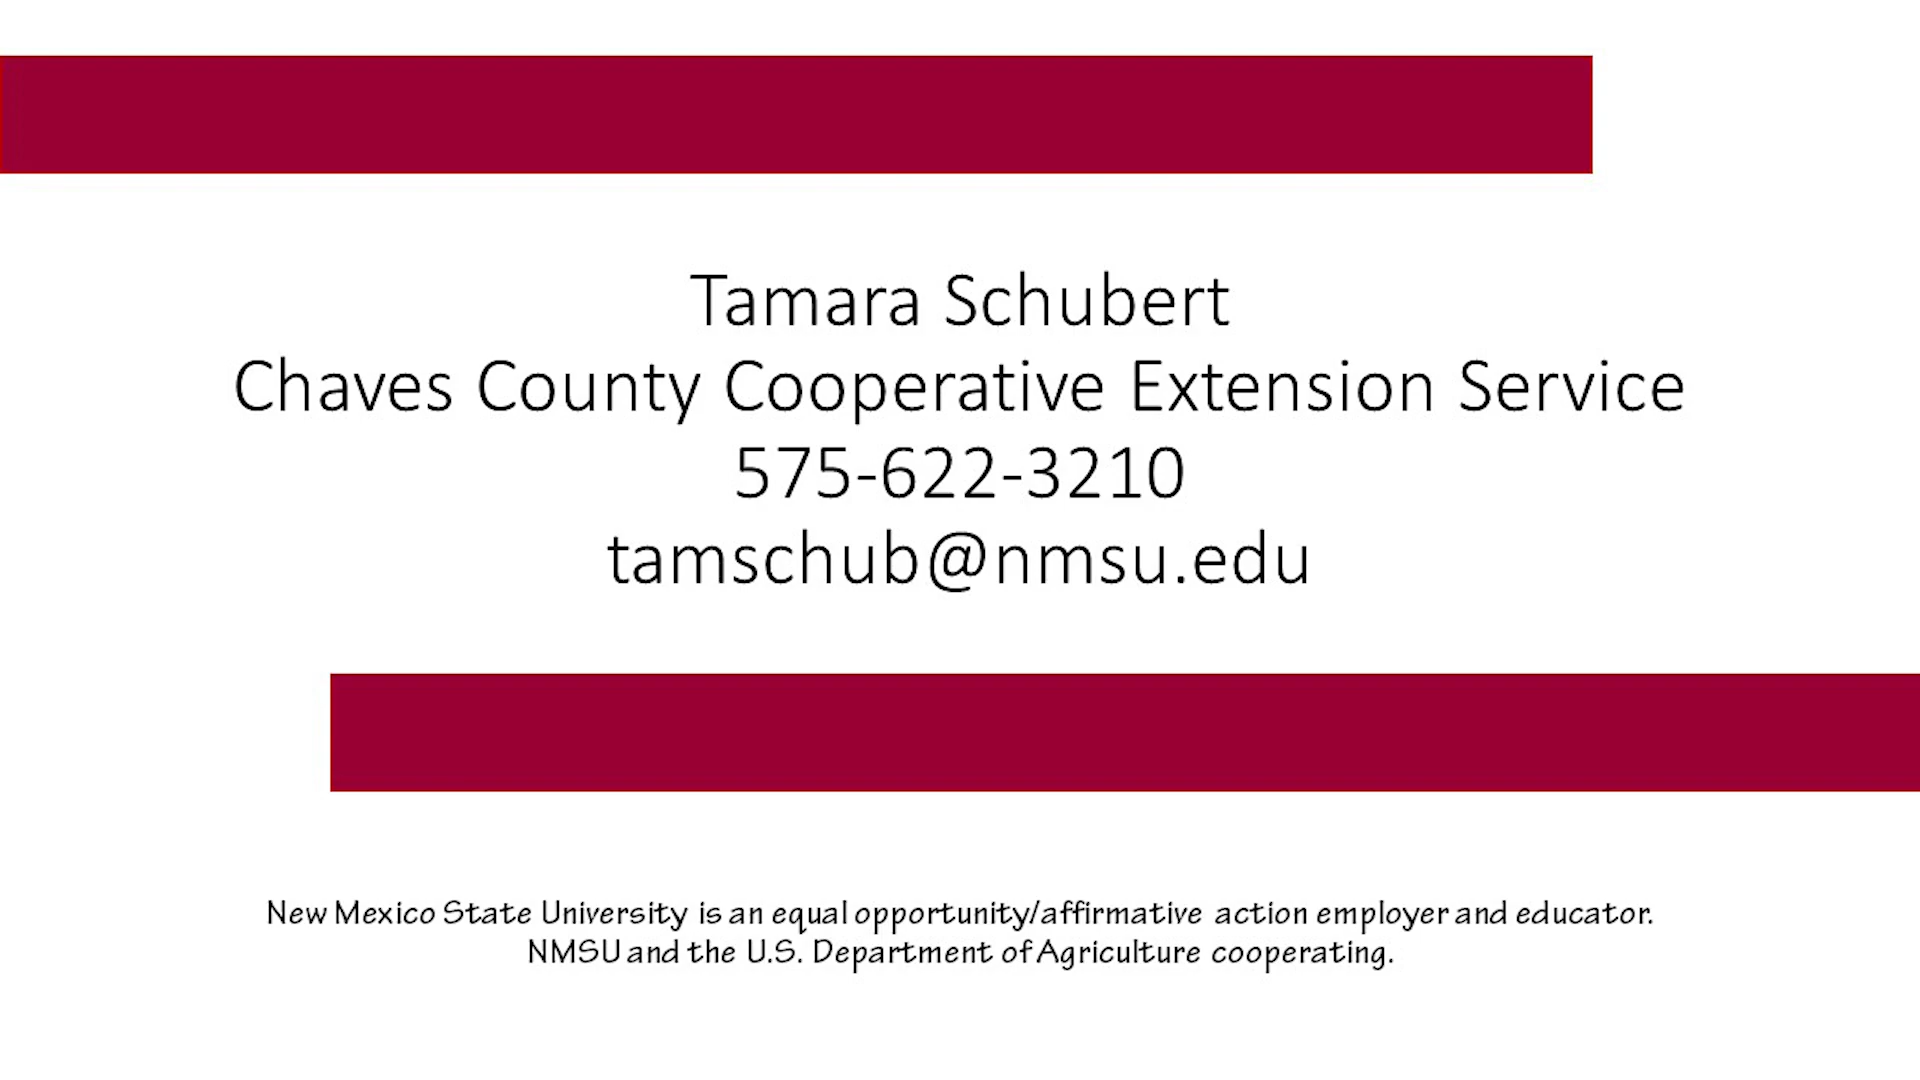 Tamara Schubert
Chaves County Cooperative Extension Service
575-622-3210
tamschub@nmsu.edu
New Mexico State University is an equal opportunity/affirmative action employer and educator.
NMSU and the U.S. Department of Agriculture cooperating.